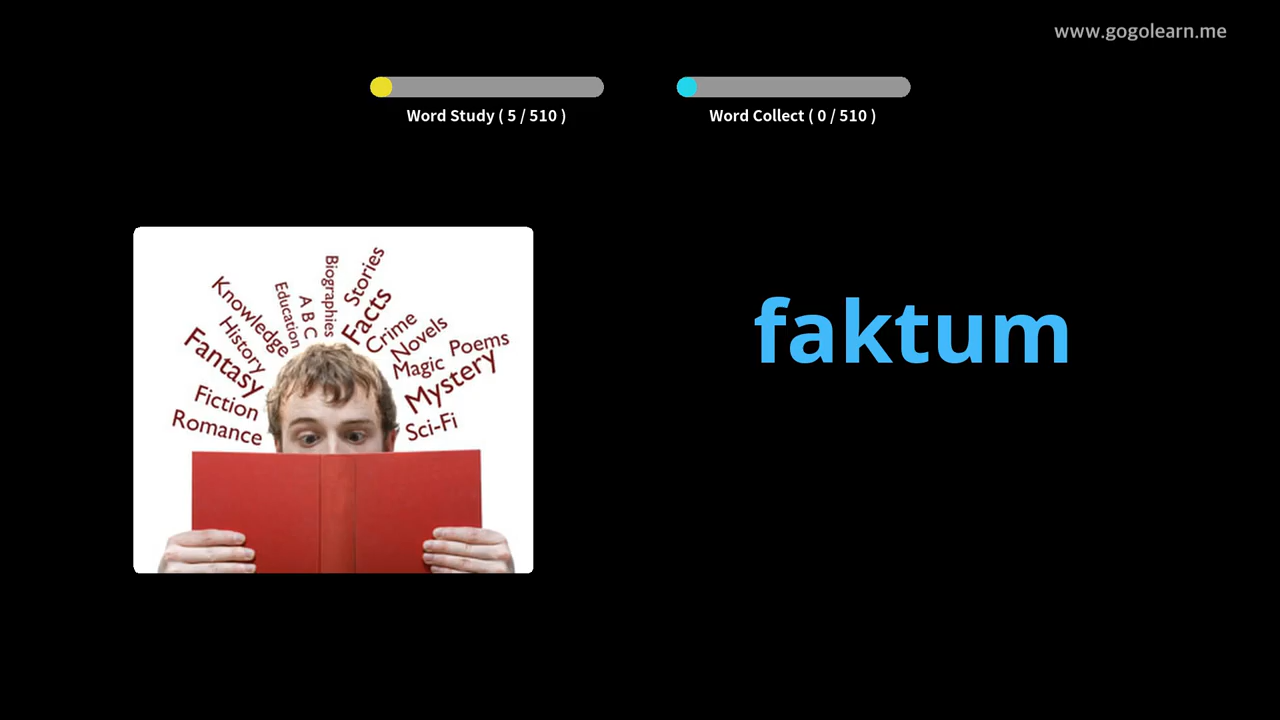 www.gogolearn.me
Word Study ( 5 / 510 )
Word Collect ( 0 / 510 )
faktum
Biographies
Stories
Education
A B C
Facts
Knowledge
Crime
History
Novels
Fantasy
Magic
Poems
Mystery
Fiction
Romance
Sci-Fi